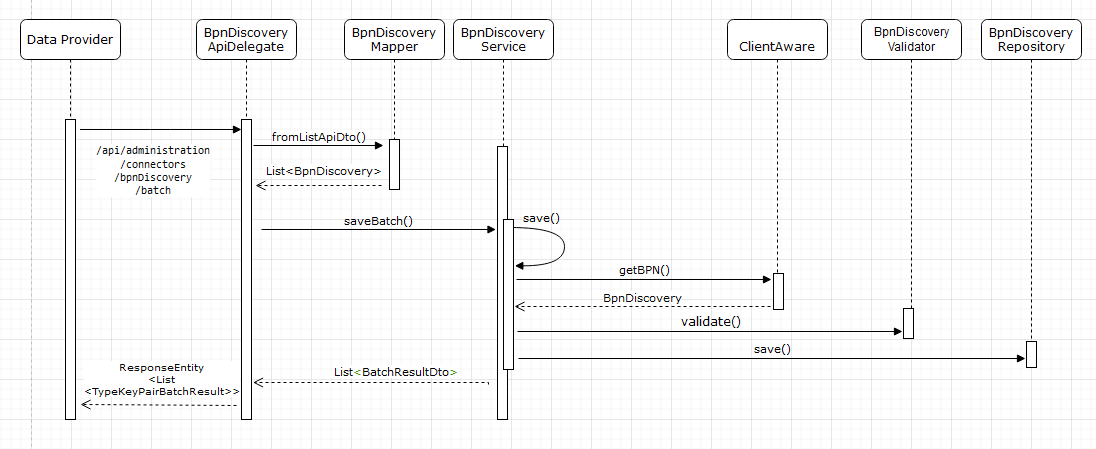 Data Provider
BpnDiscovery
ApiDelegate
BpnDiscovery
Mapper
BpnDiscovery
Service
ClientAware
BpnDiscovery
Validator
BpnDiscovery
Repository
/api/administration
/connectors
/bpnDiscovery
/batch
fromListApiDto()
List<BpnDiscovery>
saveBatch()
save()
getBPN()
BpnDiscovery
validate()
save()
List<BatchResultDto>
ResponseEntity
<List
<TypeKeyPairBatchResult>>